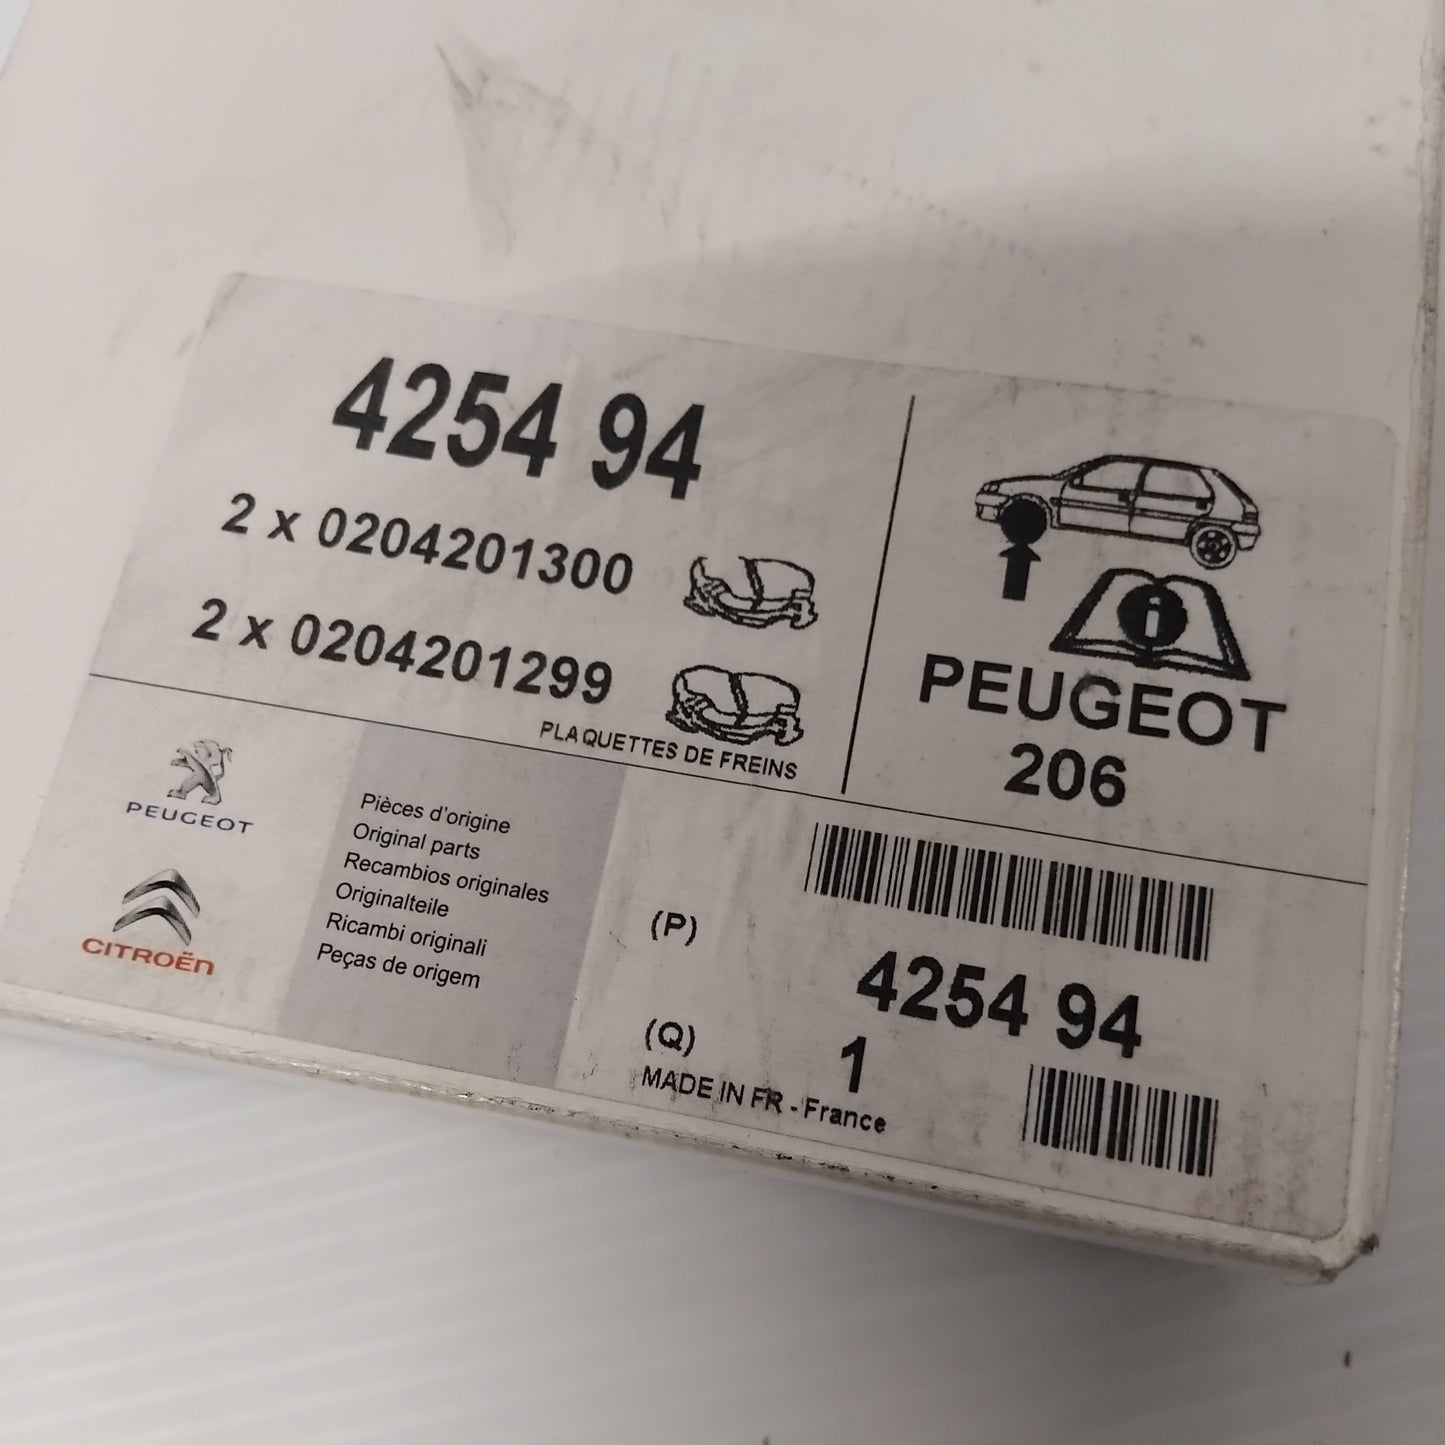 4254 94
2 x 0204201300
2 x 0204201299
PLAQUETTES DE FREINS
i
PEUGEOT
206
PEUGEOT
CITROËN
Pièces d'origine
Original parts
Recambios originales
Originalteile
Ricambi originali
Peças de origem
(P)
4254 94
(Q)
1
MADE IN FR - France